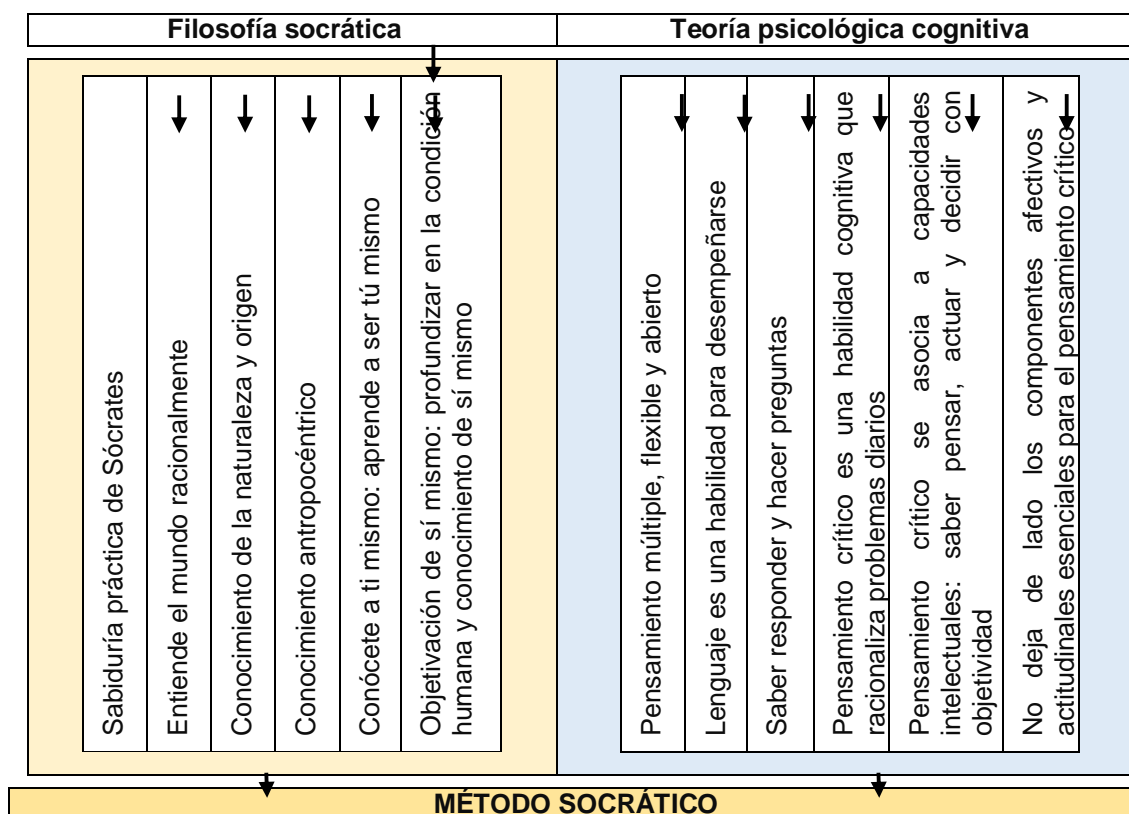 Filosofía socrática
Teoría psicológica cognitiva
Sabiduría práctica de Sócrates
Entiende el mundo racionalmente
Conocimiento de la naturaleza y origen
Conocimiento antropocéntrico
Conócete a ti mismo: aprende a ser tú mismo
Objetivación de sí mismo: profundizar en la condición
humana y conocimiento de sí mismo
Pensamiento múltiple, flexible y abierto
Lenguaje es una habilidad para desempeñarse
Saber responder y hacer preguntas
Pensamiento crítico es una habilidad cognitiva que
racionaliza problemas diarios
Pensamiento crítico se asocia a capacidades
intelectuales: saber pensar, actuar y decidir con
objetividad
No deja de lado los componentes afectivos y
actitudinales esenciales para el pensamiento crítico
MÉTODO SOCRÁTICO